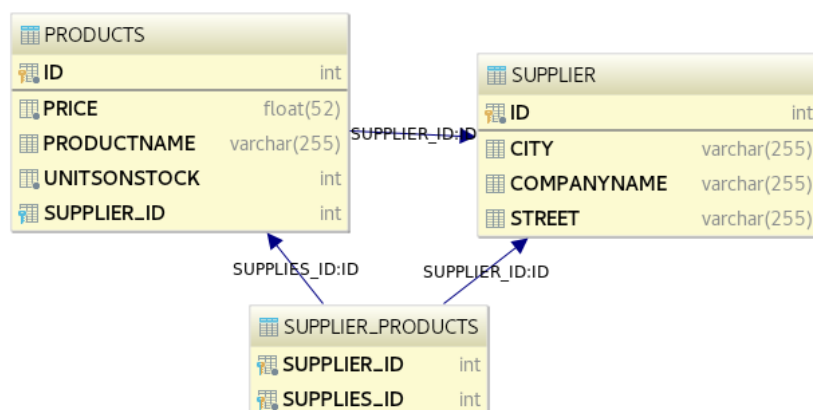 PRODUCTS
ID int
PRICE float(52)
PRODUCTNAME varchar(255)
UNITSONSTOCK int
SUPPLIER_ID int
SUPPLIER_ID:ID
SUPPLIER
ID int
CITY varchar(255)
COMPANYNAME varchar(255)
STREET varchar(255)
SUPPLIES_ID:ID
SUPPLIER_ID:ID
SUPPLIER_PRODUCTS
SUPPLIER_ID int
SUPPLIES_ID int